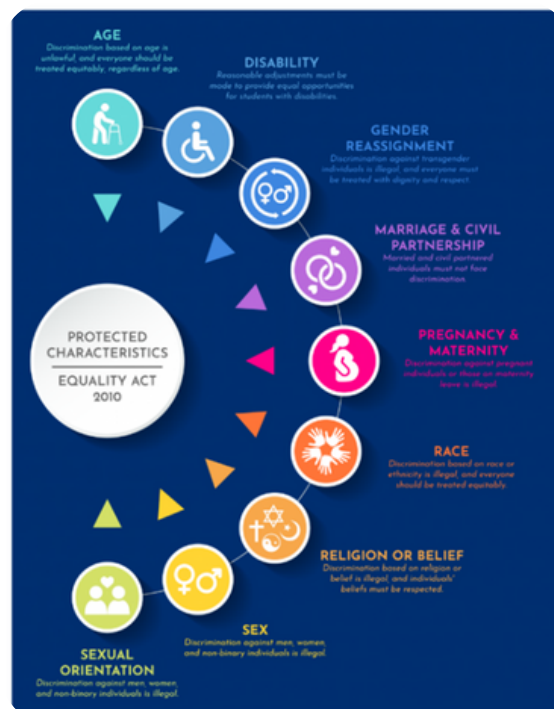 AGE
Discrimination based on age is
unlawful, and everyone should be
treated equitably, regardless of age.
DISABILITY
Reasonable adjustments must be
made to provide equal opportunities
for students with disabilities.
GENDER
REASSIGNMENT
Discrimination against transgender
individuals is illegal, and everyone must
be treated with dignity and respect.
MARRIAGE & CIVIL
PARTNERSHIP
Married and civil partnered
individuals must not face
discrimination.
PROTECTED
CHARACTERISTICS
EQUALITY ACT
2010
PREGNANCY &
MATERNITY
Discrimination against pregnant
individuals or those on maternity
leave is illegal.
RACE
Discrimination based on race or
ethnicity is illegal, and everyone
should be treated equitably.
RELIGION OR BELIEF
Discrimination based on religion or
belief is illegal, and individuals'
beliefs must be respected.
SEX
Discrimination against men, women,
and non-binary individuals is illegal.
SEXUAL
ORIENTATION
Discrimination against men, women,
and non-binary individuals is illegal.